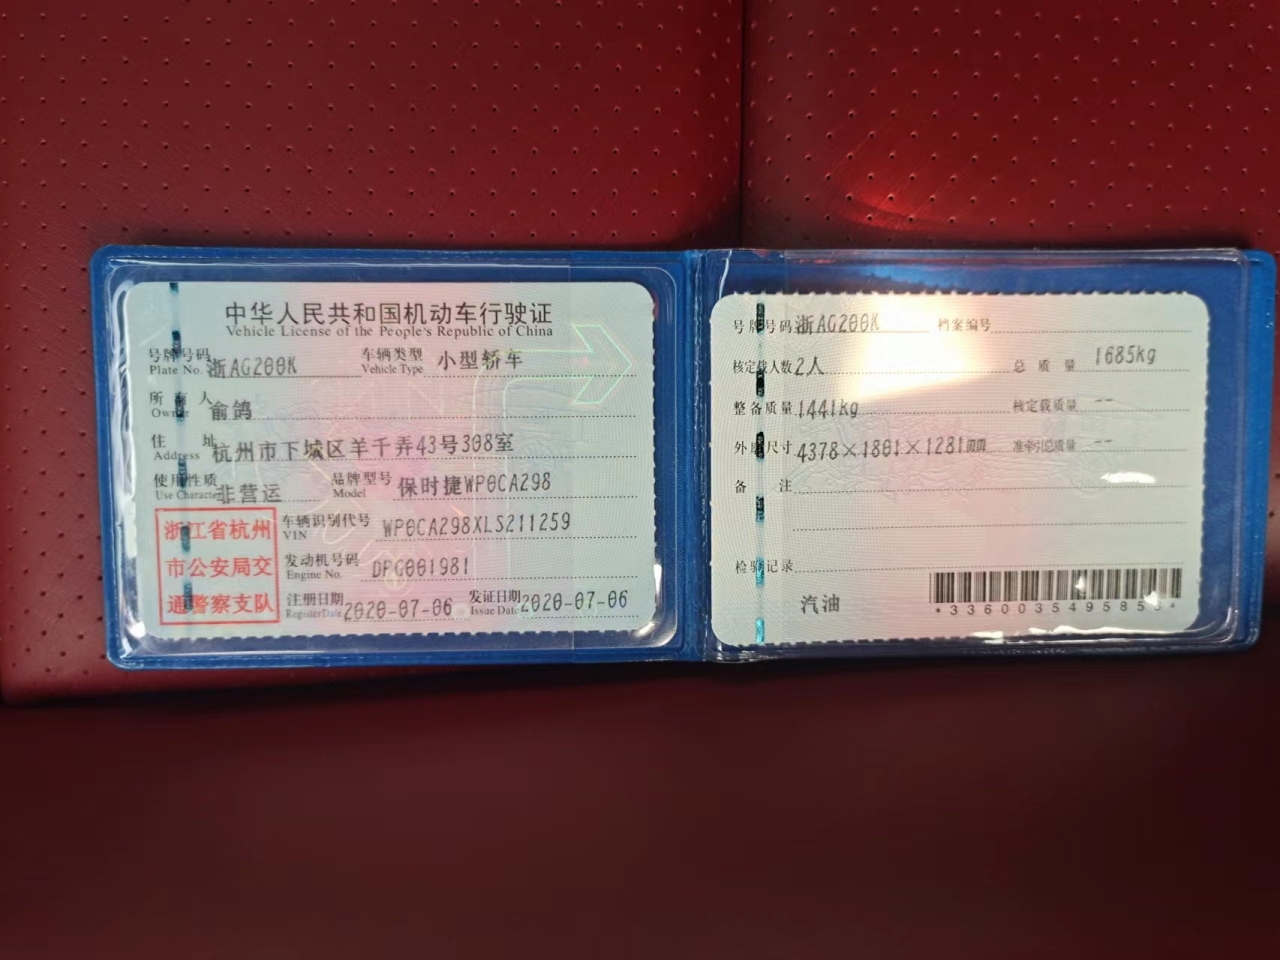 中华人民共和国机动车行驶证
Vehicle License of the People's Republic of China
号牌号码 浙AG200K 车辆类型 小型轿车
Plate No. Vehicle Type
所有人 俞鸽
Owner
住址 杭州市下城区羊千弄43号308室
Address
使用性质 非营运 品牌型号 保时捷WP0CA298
Use Character Model
浙江省杭州
市公安局交
通警察支队
车辆识别代号 WP0CA298XLS211259
VIN
发动机号码 DPG001981
Engine No.
注册日期 2020-07-06 发证日期 2020-07-06
Register Date Issue Date
号牌号码 浙AG200K 档案编号
核定载人数 2人 总质量 1685kg
整备质量 1441kg 核定载质量 --
外廓尺寸 4378×1801×1281mm 准牵引总质量 --
备注
检验记录
汽油
*3360035495853*